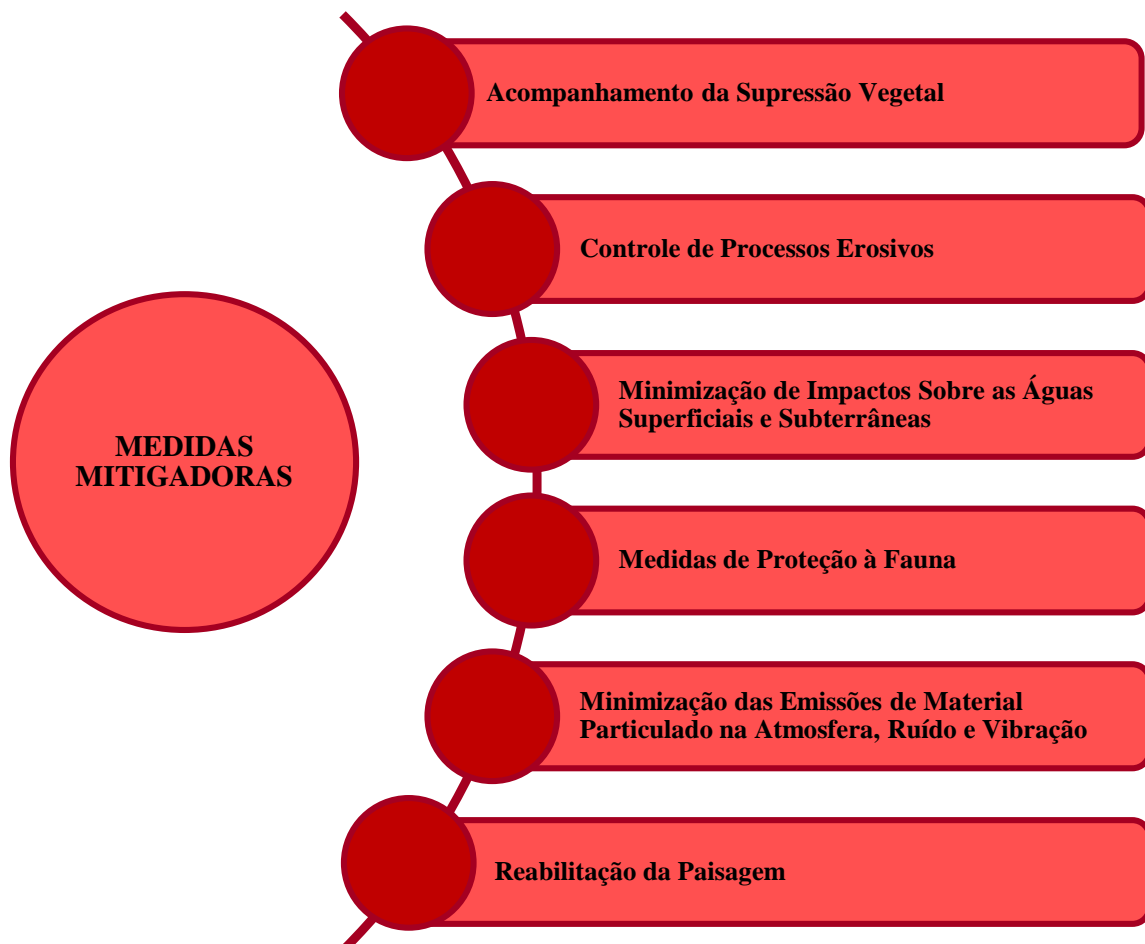 Acompanhamento da Supressão Vegetal
Controle de Processos Erosivos
Minimização de Impactos Sobre as Águas
Superficiais e Subterrâneas
MEDIDAS
MITIGADORAS
Medidas de Proteção à Fauna
Minimização das Emissões de Material
Particulado na Atmosfera, Ruído e Vibração
Reabilitação da Paisagem